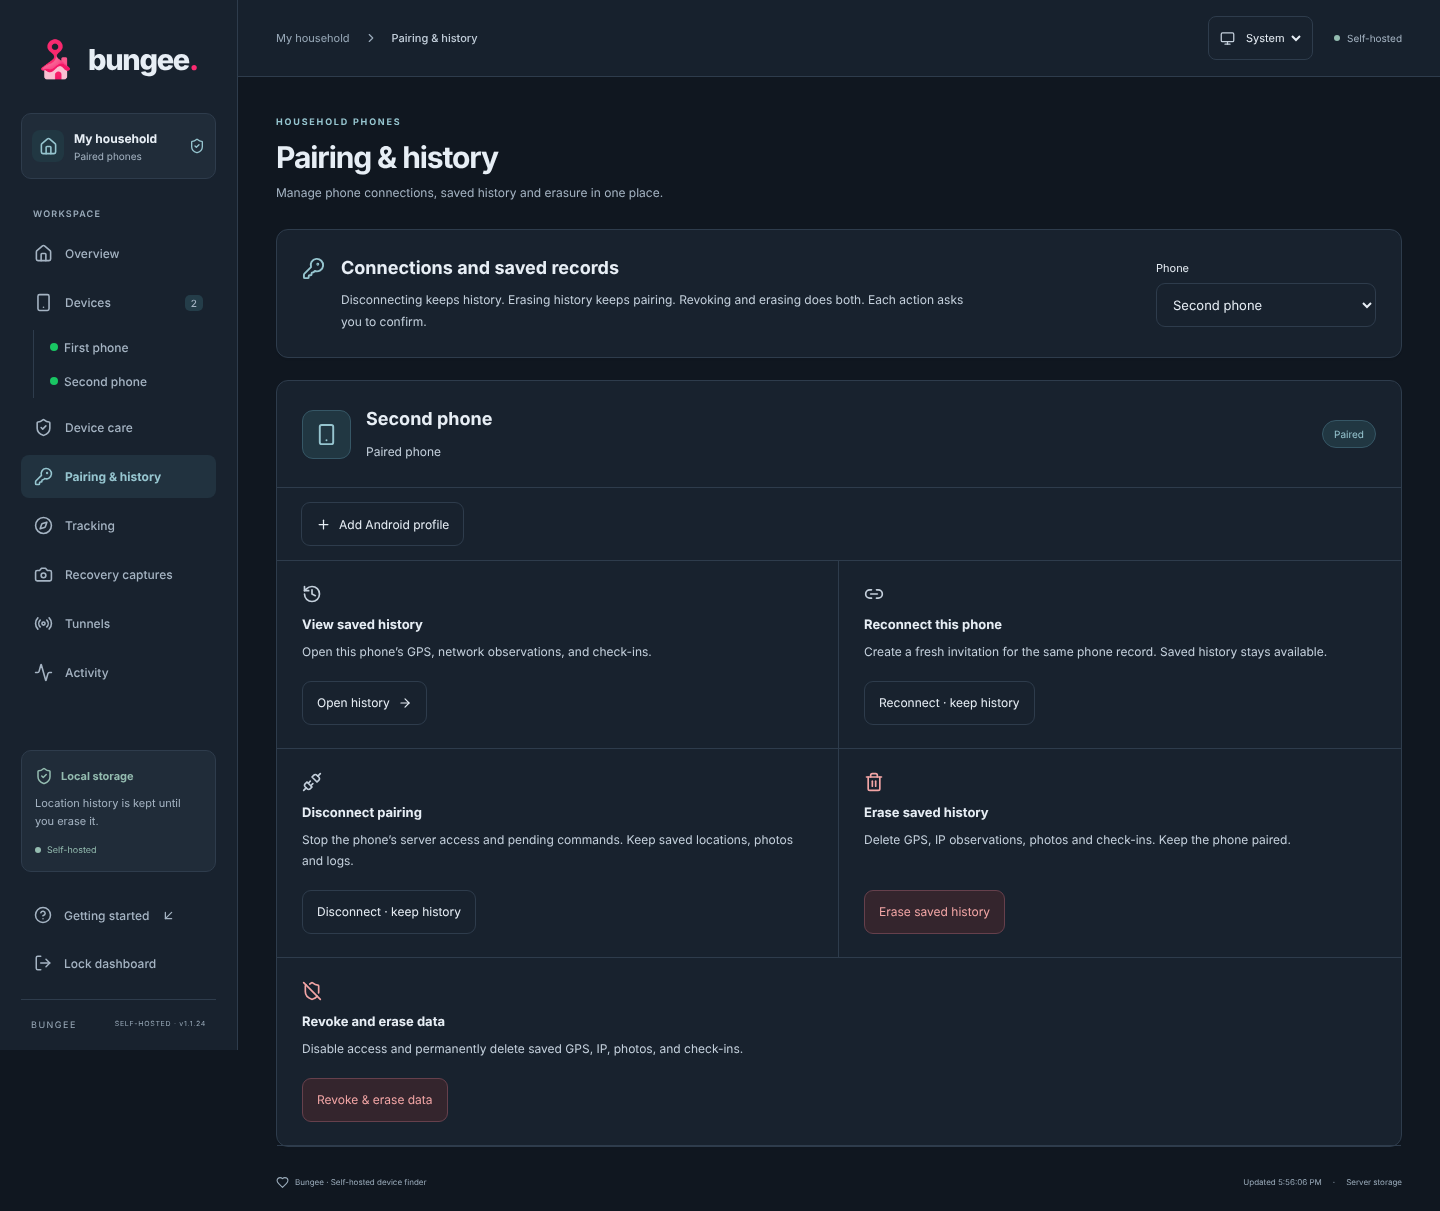 bungee.
My household
Paired phones
WORKSPACE
Overview
Devices
2
First phone
Second phone
Device care
Pairing & history
Tracking
Recovery captures
Tunnels
Activity
Local storage
Location history is kept until
you erase it.
Self-hosted
Getting started
Lock dashboard
BUNGEE
SELF-HOSTED · v1.1.24
My household
Pairing & history
System
Self-hosted
HOUSEHOLD PHONES
Pairing & history
Manage phone connections, saved history and erasure in one place.
Connections and saved records
Disconnecting keeps history. Erasing history keeps pairing. Revoking and erasing does both. Each action asks
you to confirm.
Phone
Second phone
Second phone
Paired phone
Paired
Add Android profile
View saved history
Open this phone’s GPS, network observations, and check-ins.
Open history
Reconnect this phone
Create a fresh invitation for the same phone record. Saved history stays available.
Reconnect · keep history
Disconnect pairing
Stop the phone’s server access and pending commands. Keep saved locations, photos
and logs.
Disconnect · keep history
Erase saved history
Delete GPS, IP observations, photos and check-ins. Keep the phone paired.
Erase saved history
Revoke and erase data
Disable access and permanently delete saved GPS, IP, photos, and check-ins.
Revoke & erase data
Bungee · Self-hosted device finder
Updated 5:56:06 PM · Server storage